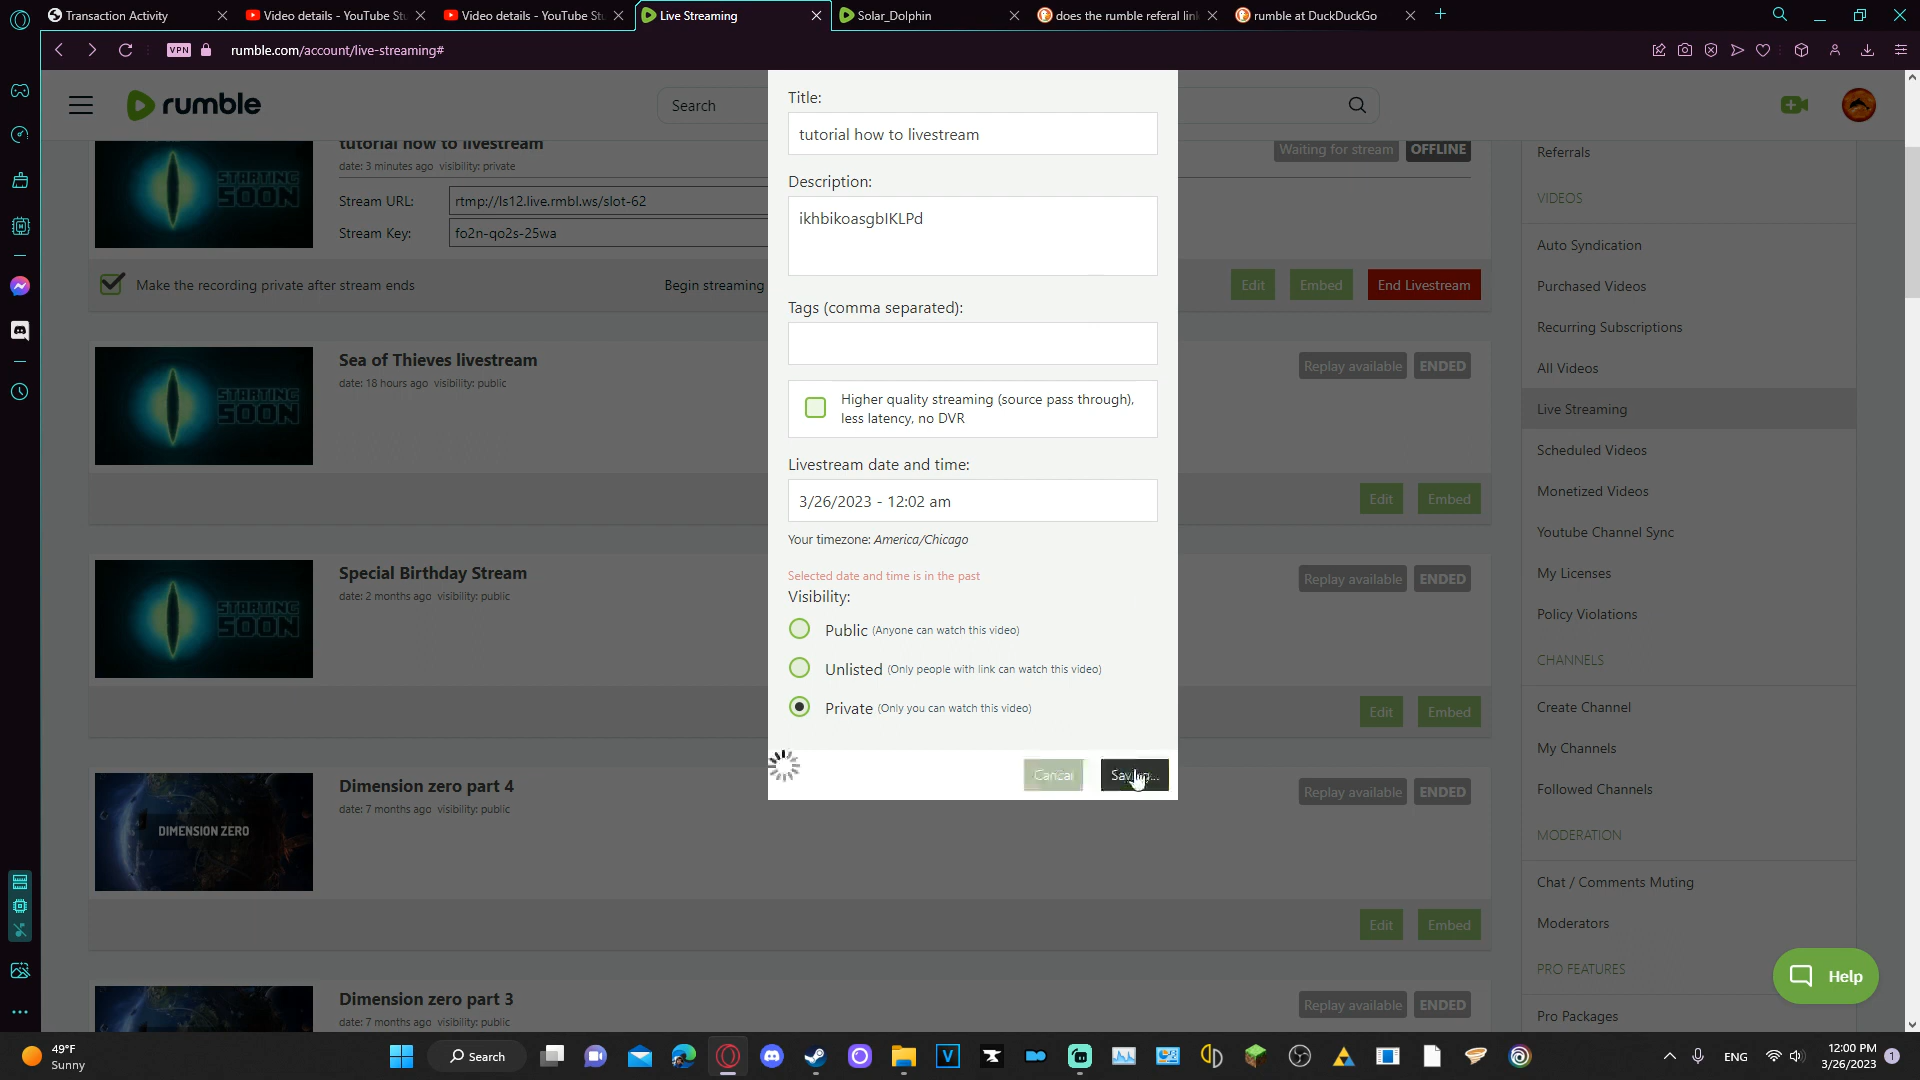 Transaction Activity
Video details - YouTube Stu
Video details - YouTube Stu
Live Streaming
Solar_Dolphin
does the rumble referal lin
rumble at DuckDuckGo
VPN
rumble.com/account/live-streaming#
rumble
Search
Title:
tutorial how to livestream
Description:
ikhbikoasgblKLPd
Tags (comma separated):
Higher quality streaming (source pass through),
less latency, no DVR
Livestream date and time:
3/26/2023 - 12:02 am
Your timezone: America/Chicago
Selected date and time is in the past
Visibility:
Public (Anyone can watch this video)
Unlisted (Only people with link can watch this video)
Private (Only you can watch this video)
Cancel
Saving...
tutorial how to livestream
date: 3 minutes ago visibility: private
Waiting for stream
OFFLINE
Stream URL:
rtmp://ls12.live.rmbl.ws/slot-62
Stream Key:
fo2n-qo2s-25wa
Make the recording private after stream ends
Begin streaming
Edit
Embed
End Livestream
Sea of Thieves livestream
date: 18 hours ago visibility: public
Replay available
ENDED
STARTING
SOON
Edit
Embed
Special Birthday Stream
date: 2 months ago visibility: public
Replay available
ENDED
STARTING
SOON
Edit
Embed
Dimension zero part 4
date: 7 months ago visibility: public
Replay available
ENDED
DIMENSION ZERO
Edit
Embed
Dimension zero part 3
date: 7 months ago visibility: public
Replay available
ENDED
STARTING
SOON
Referrals
VIDEOS
Auto Syndication
Purchased Videos
Recurring Subscriptions
All Videos
Live Streaming
Scheduled Videos
Monetized Videos
Youtube Channel Sync
My Licenses
Policy Violations
CHANNELS
Create Channel
My Channels
Followed Channels
MODERATION
Chat / Comments Muting
Moderators
PRO FEATURES
Pro Packages
Help
49°F
Sunny
Search
ENG
12:00 PM
3/26/2023
1